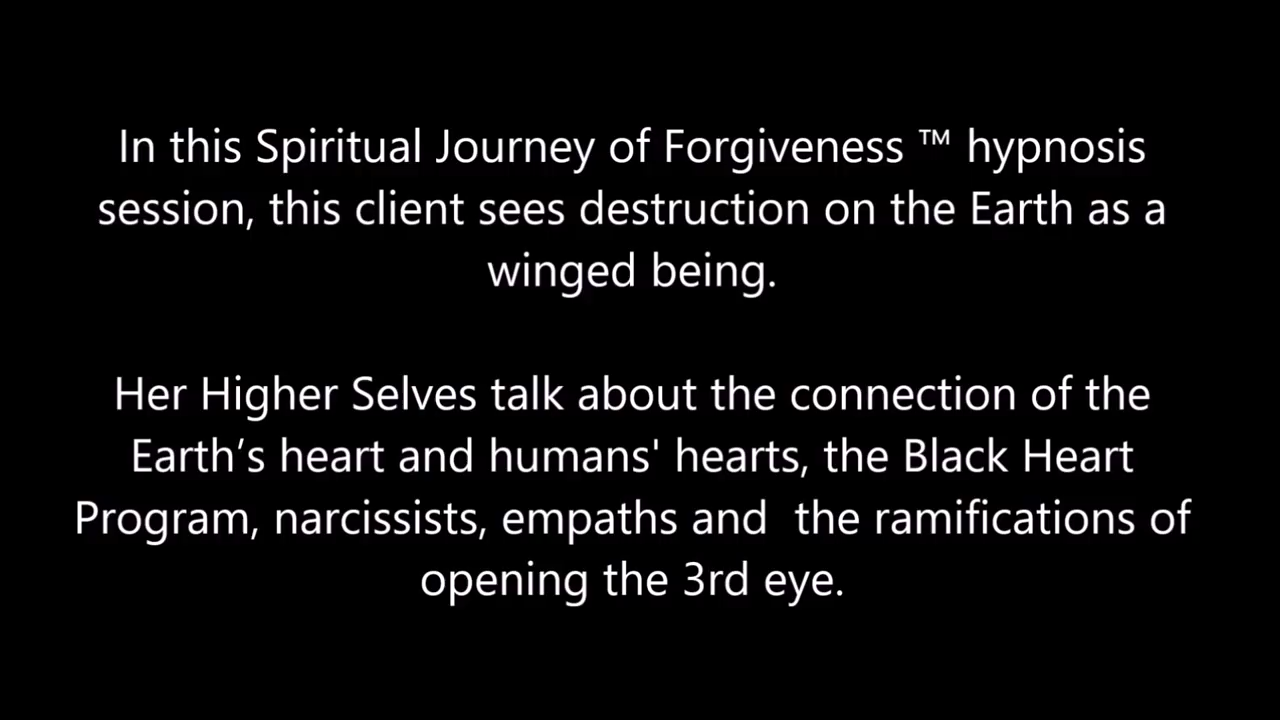 In this Spiritual Journey of Forgiveness ™ hypnosis
session, this client sees destruction on the Earth as a
winged being.
Her Higher Selves talk about the connection of the
Earth’s heart and humans' hearts, the Black Heart
Program, narcissists, empaths and  the ramifications of
opening the 3rd eye.